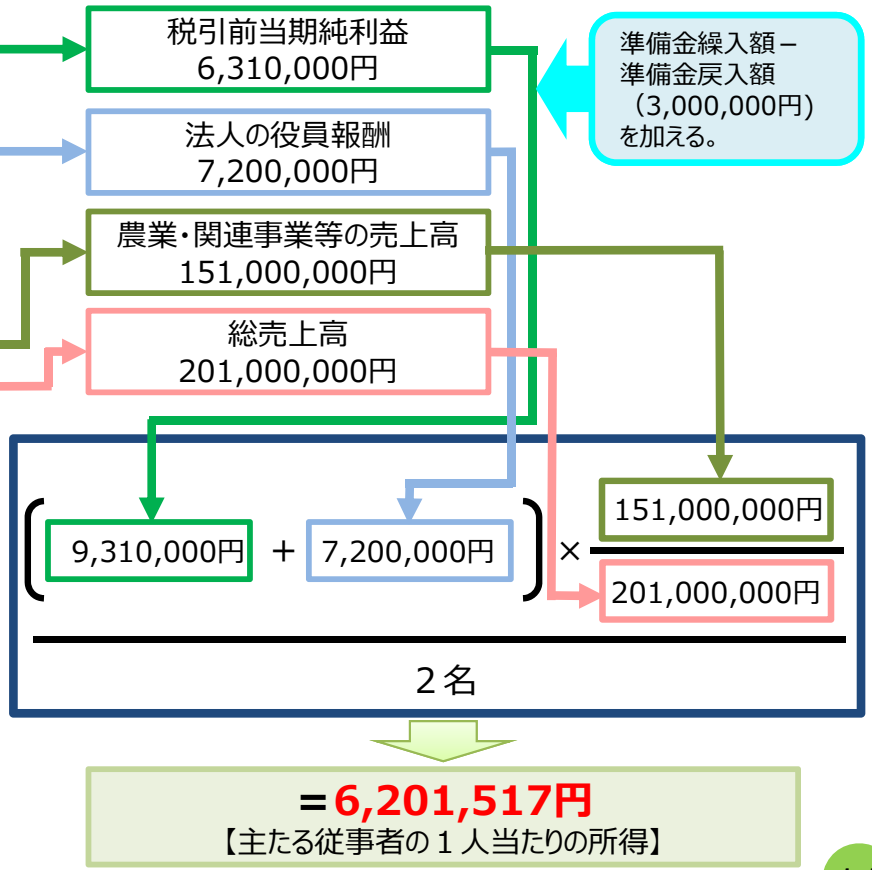 税引前当期純利益
6,310,000円
準備金繰入額－
準備金戻入額
（3,000,000円)
を加える。
法人の役員報酬
7,200,000円
農業・関連事業等の売上高
151,000,000円
総売上高
201,000,000円
9,310,000円 + 7,200,000円 × 151,000,000円
201,000,000円
２名
＝6,201,517円
【主たる従事者の１人当たりの所得】